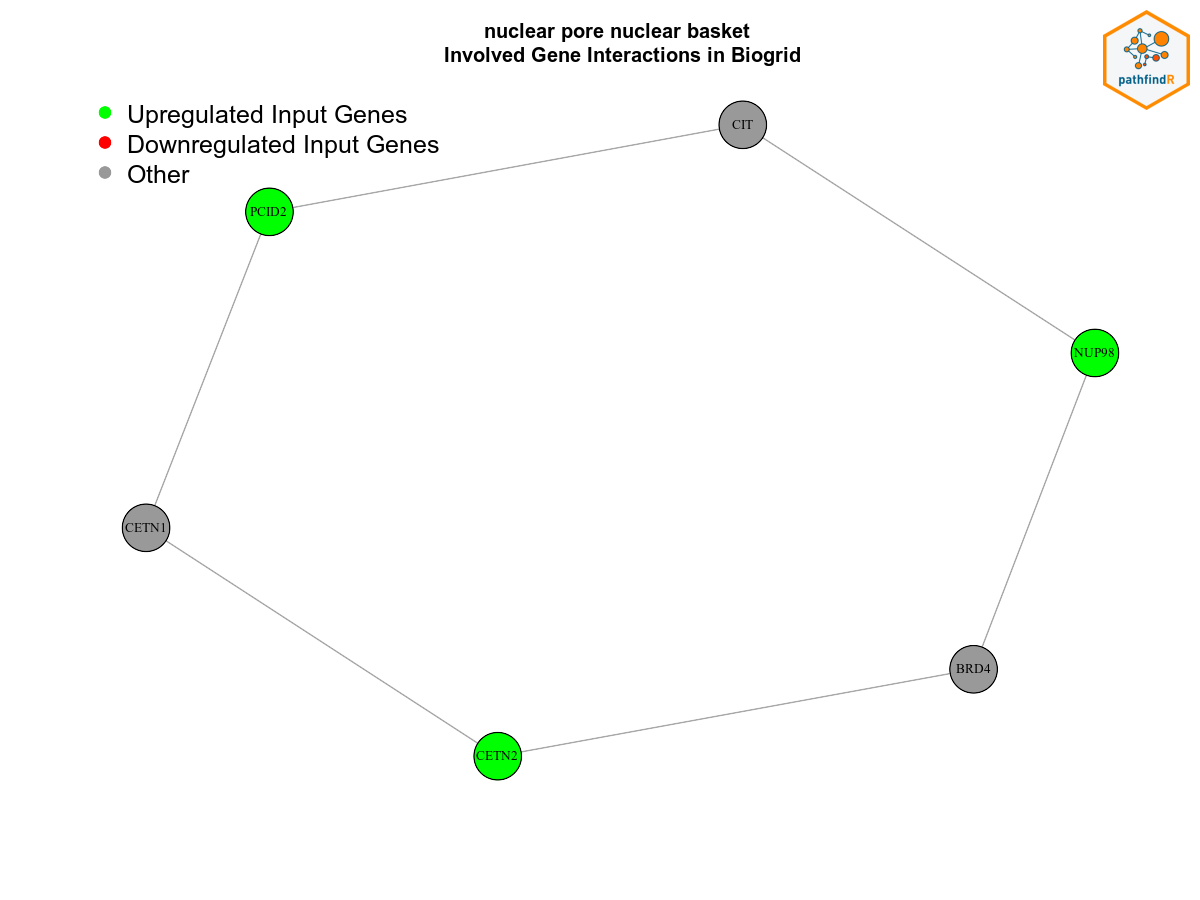 nuclear pore nuclear basket
Involved Gene Interactions in Biogrid
pathfindR
Upregulated Input Genes
Downregulated Input Genes
Other
CIT
PCID2
NUP98
CETN1
BRD4
CETN2